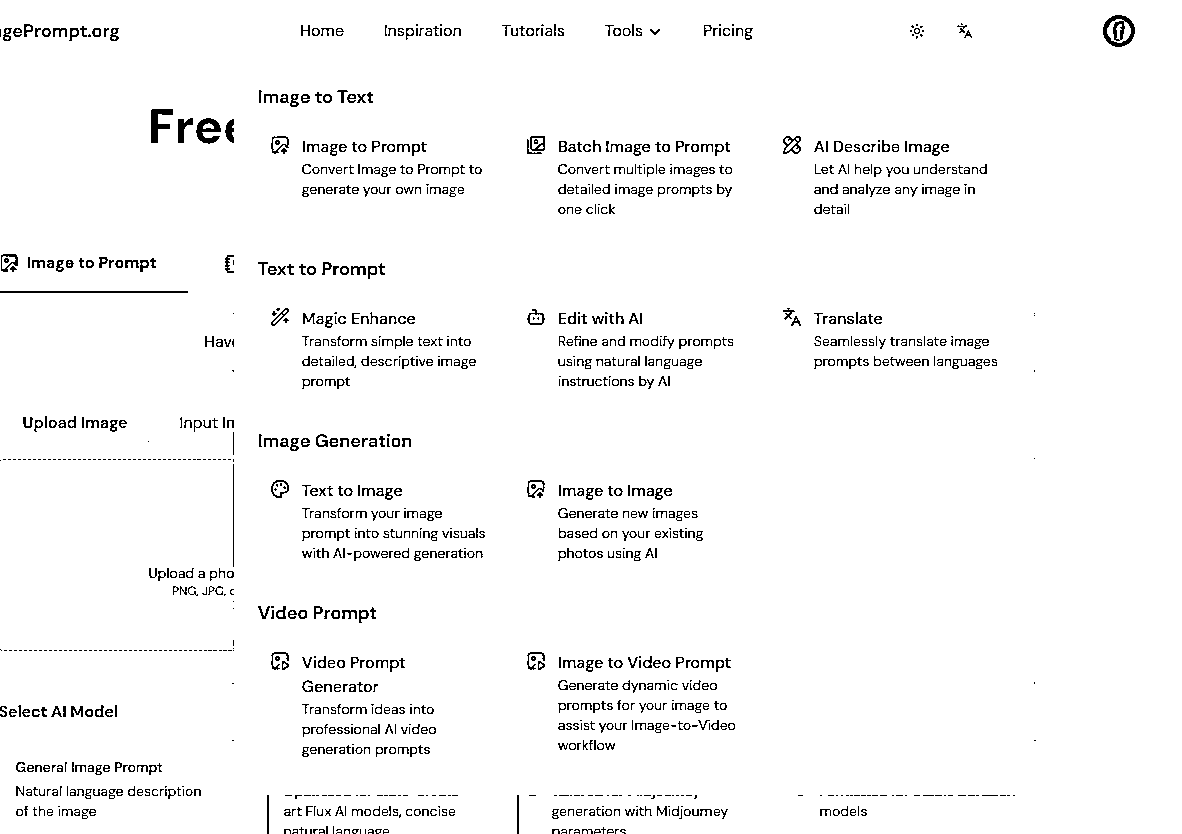 gePrompt.org
Home Inspiration Tutorials Tools Pricing
Free
Image to Prompt
Have
Upload Image Input In
Upload a pho
PNG, JPG, o
Select AI Model
General Image Prompt
Natural language description
of the image
Image to Text
Image to Prompt
Convert Image to Prompt to
generate your own image
Batch Image to Prompt
Convert multiple images to
detailed image prompts by
one click
AI Describe Image
Let AI help you understand
and analyze any image in
detail
Text to Prompt
Magic Enhance
Transform simple text into
detailed, descriptive image
prompt
Edit with AI
Refine and modify prompts
using natural language
instructions by AI
Translate
Seamlessly translate image
prompts between languages
Image Generation
Text to Image
Transform your image
prompt into stunning visuals
with AI-powered generation
Image to Image
Generate new images
based on your existing
photos using AI
Video Prompt
Video Prompt
Generator
Transform ideas into
professional AI video
generation prompts
Image to Video Prompt
Generate dynamic video
prompts for your image to
assist your Image-to-Video
workflow
art Flux AI models, concise
natural language
generation with Midjourney
parameters
models